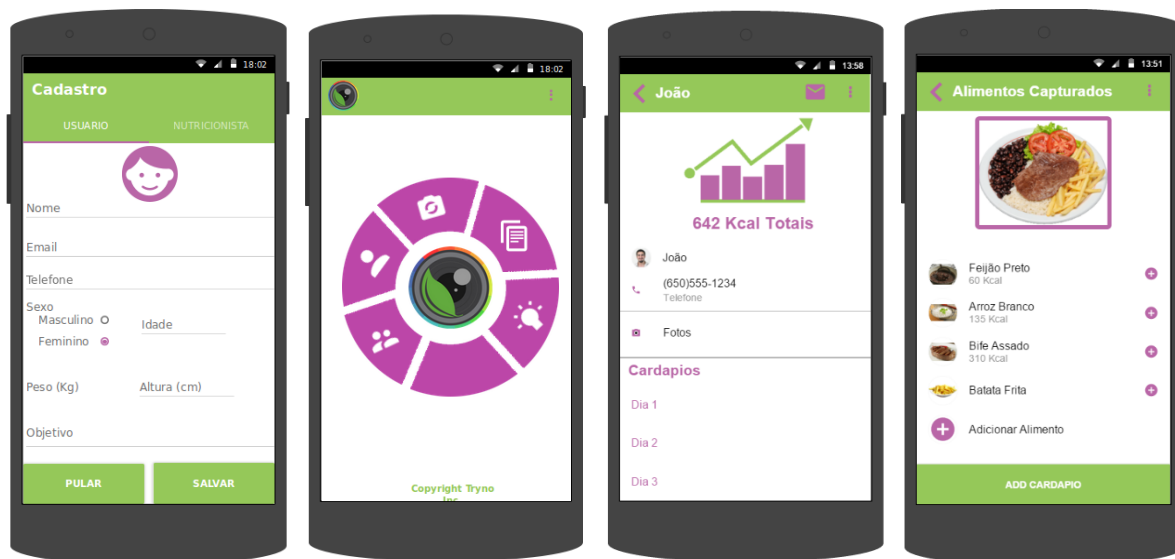 18:02
Cadastro
USUARIO
NUTRICIONISTA
Nome
Email
Telefone
Sexo
Masculino
Idade
Feminino
Peso (Kg)
Altura (cm)
Objetivo
PULAR
SALVAR
18:02
Copyright Tryno
Inc
13:58
João
642 Kcal Totais
João
(650)555-1234
Telefone
Fotos
Cardapios
Dia 1
Dia 2
Dia 3
13:51
Alimentos Capturados
Feijão Preto
60 Kcal
Arroz Branco
135 Kcal
Bife Assado
310 Kcal
Batata Frita
Adicionar Alimento
ADD CARDAPIO